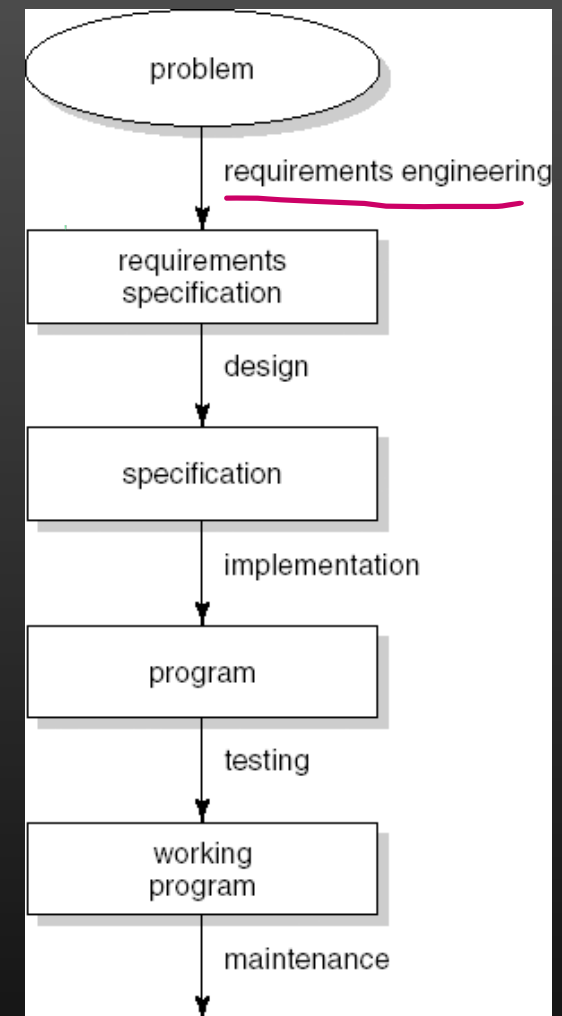 problem
requirements engineering
requirements
specification
design
specification
implementation
program
testing
working
program
maintenance